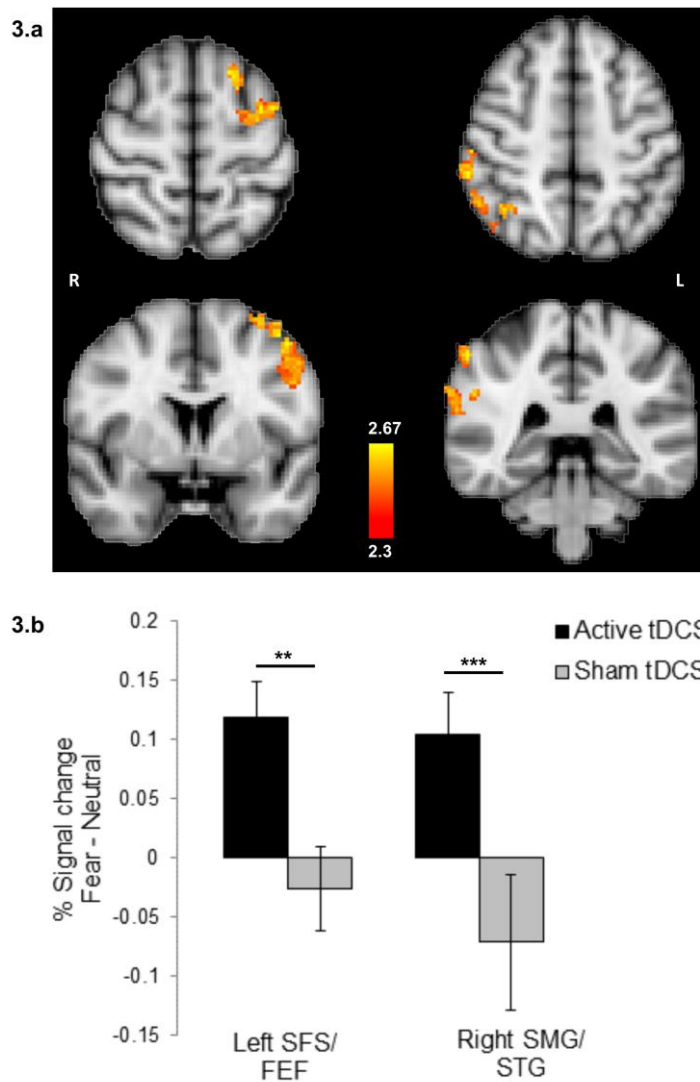 3.a
R
L
2.67
2.3
3.b
0.2
0.15
0.1
0.05
0
-0.05
-0.1
-0.15
% Signal change
Fear - Neutral
**
***
Active tDCS
Sham tDCS
Left SFS/
FEF
Right SMG/
STG